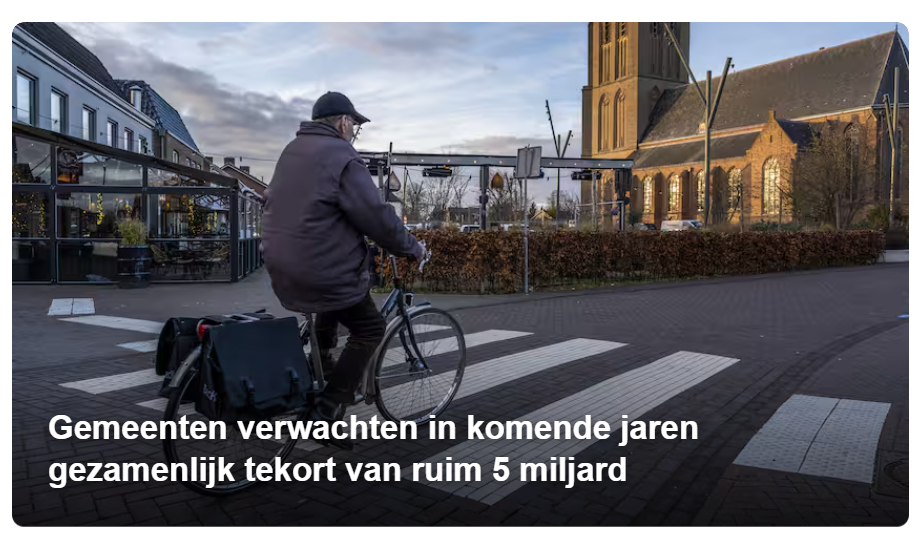 Gemeenten verwachten in komende jaren
gezamenlijk tekort van ruim 5 miljard